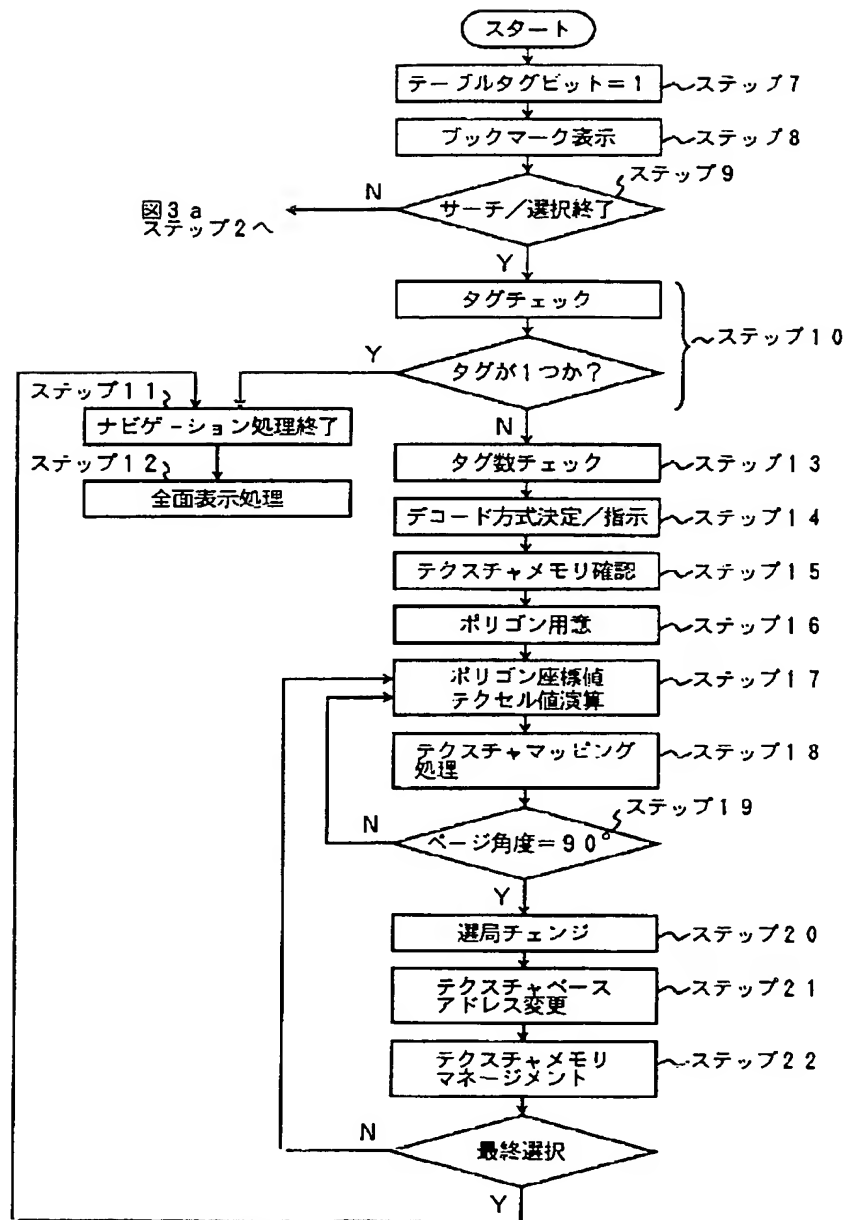 スタート
テーブルタグビット=1
ステップ7
ブックマーク表示
ステップ8
ステップ9
サーチ/選択終了
N
図3a
ステップ2へ
Y
タグチェック
ステップ10
タグが1つか?
Y
ステップ11
ナビゲーション処理終了
N
ステップ12
全面表示処理
タグ数チェック
ステップ13
デコード方式決定/指示
ステップ14
テクスチャメモリ確認
ステップ15
ポリゴン用意
ステップ16
ポリゴン座標値
テクセル値演算
ステップ17
テクスチャマッピング
処理
ステップ18
ステップ19
ページ角度=90°
N
Y
選局チェンジ
ステップ20
テクスチャベース
アドレス変更
ステップ21
テクスチャメモリ
マネージメント
ステップ22
N
最終選択
Y